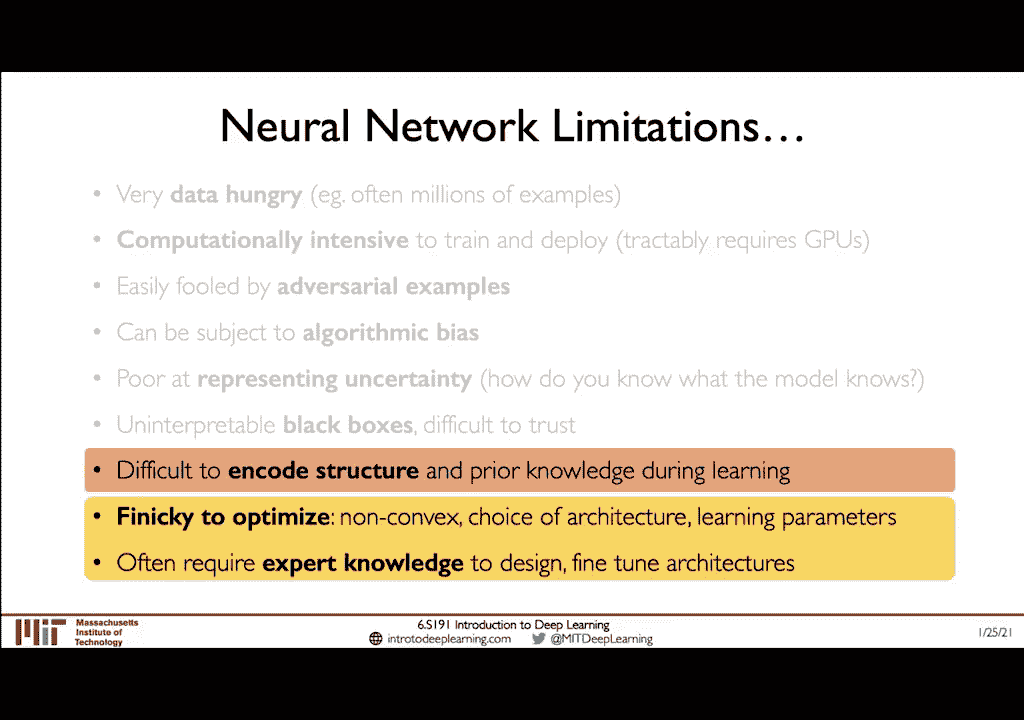 Neural Network Limitations...
• Very data hungry (eg. often millions of examples)
• Computationally intensive to train and deploy (tractably requires GPUs)
• Easily fooled by adversarial examples
• Can be subject to algorithmic bias
• Poor at representing uncertainty (how do you know what the model knows?)
• Uninterpretable black boxes, difficult to trust
• Difficult to encode structure and prior knowledge during learning
• Finicky to optimize: non-convex, choice of architecture, learning parameters
• Often require expert knowledge to design, fine tune architectures
Massachusetts
Institute of
Technology
6.S191 Introduction to Deep Learning
introtodeeplearning.com @MITDeepLearning
1/25/21